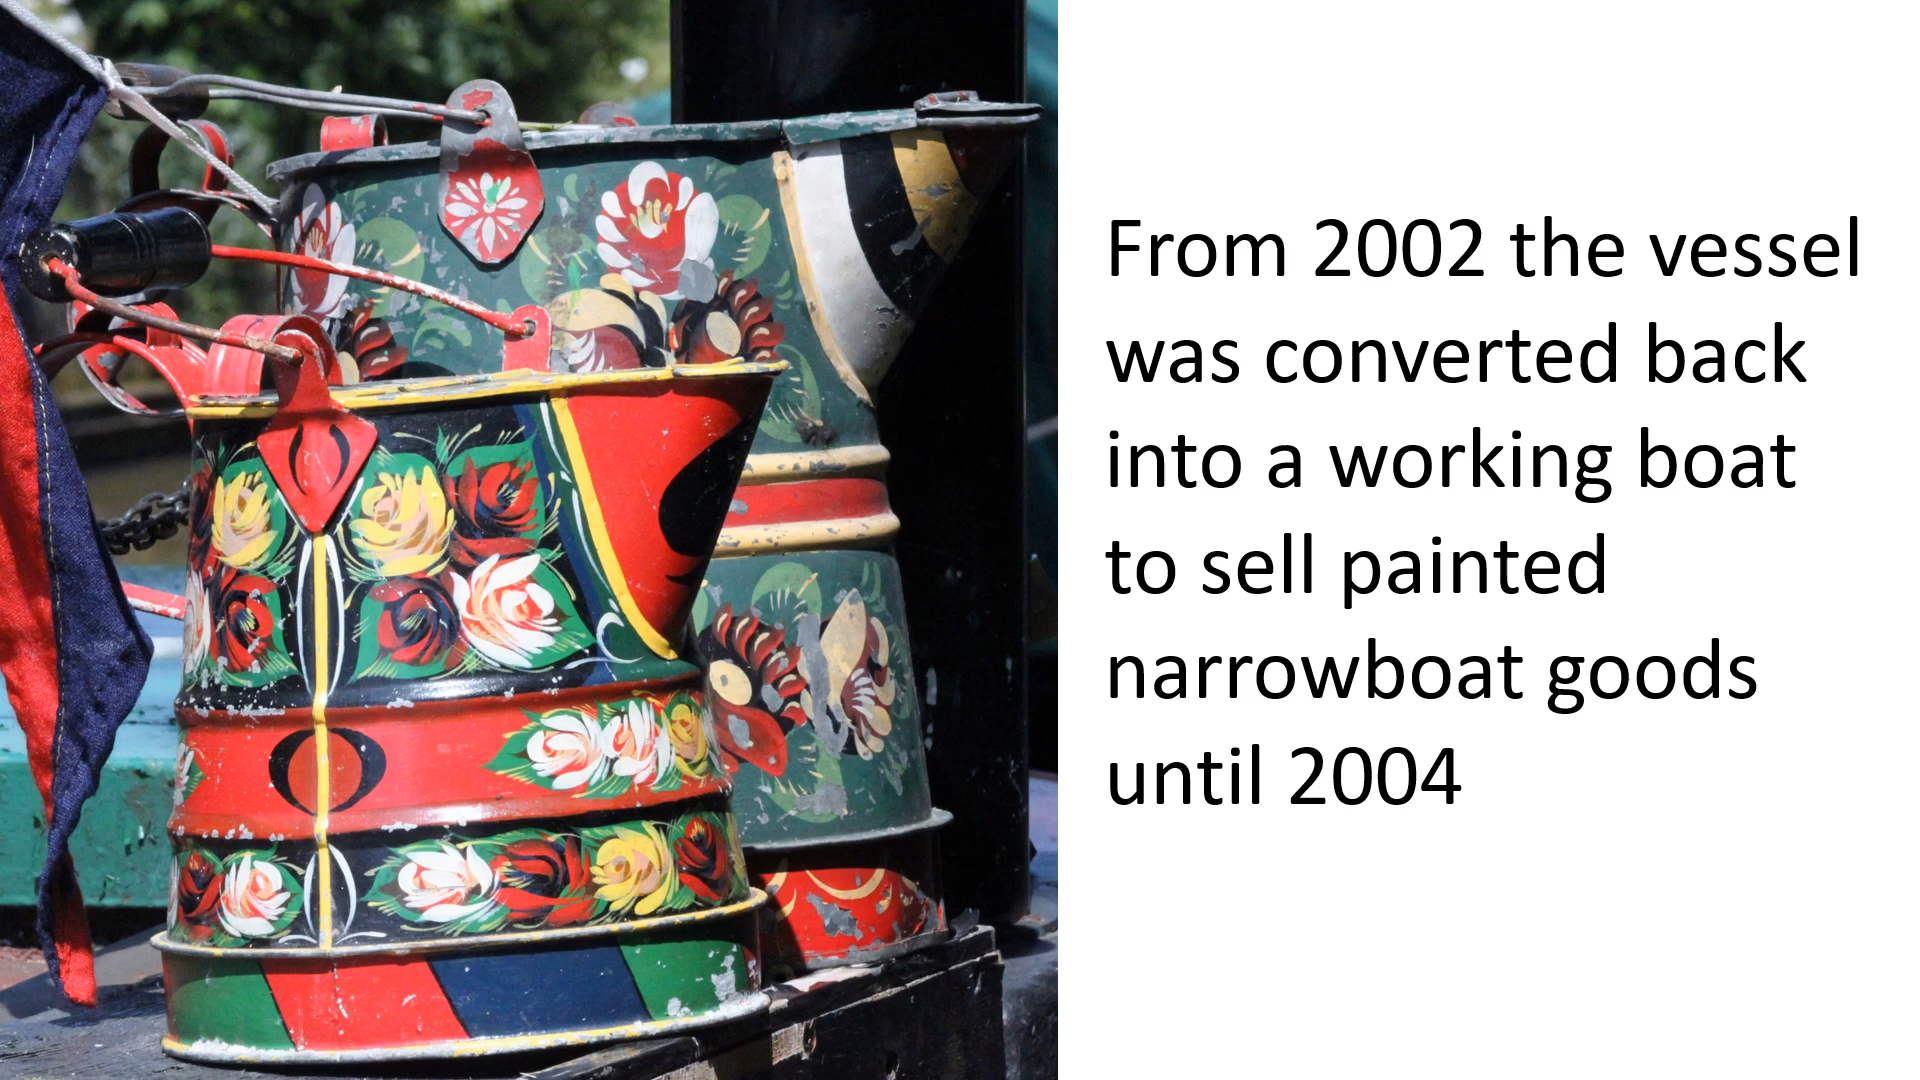 From 2002 the vessel
was converted back
into a working boat
to sell painted
narrowboat goods
until 2004